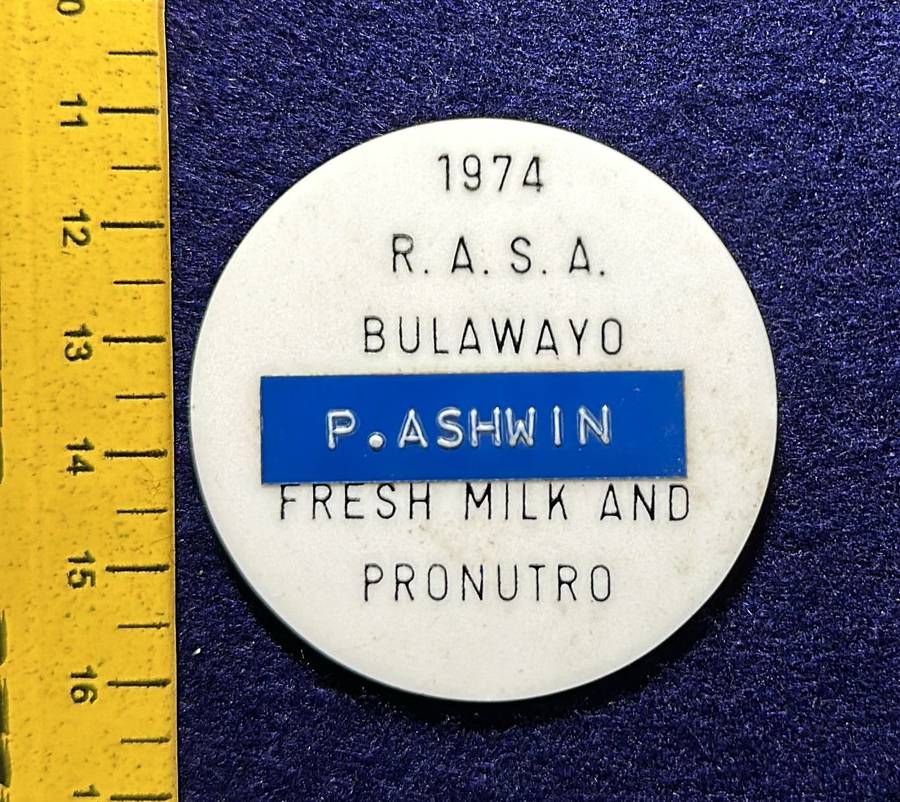 1974
R. A. S. A.
BULAWAYO
P. ASHWIN
FRESH MILK AND
PRONUTRO
11
12
13
14
15
16